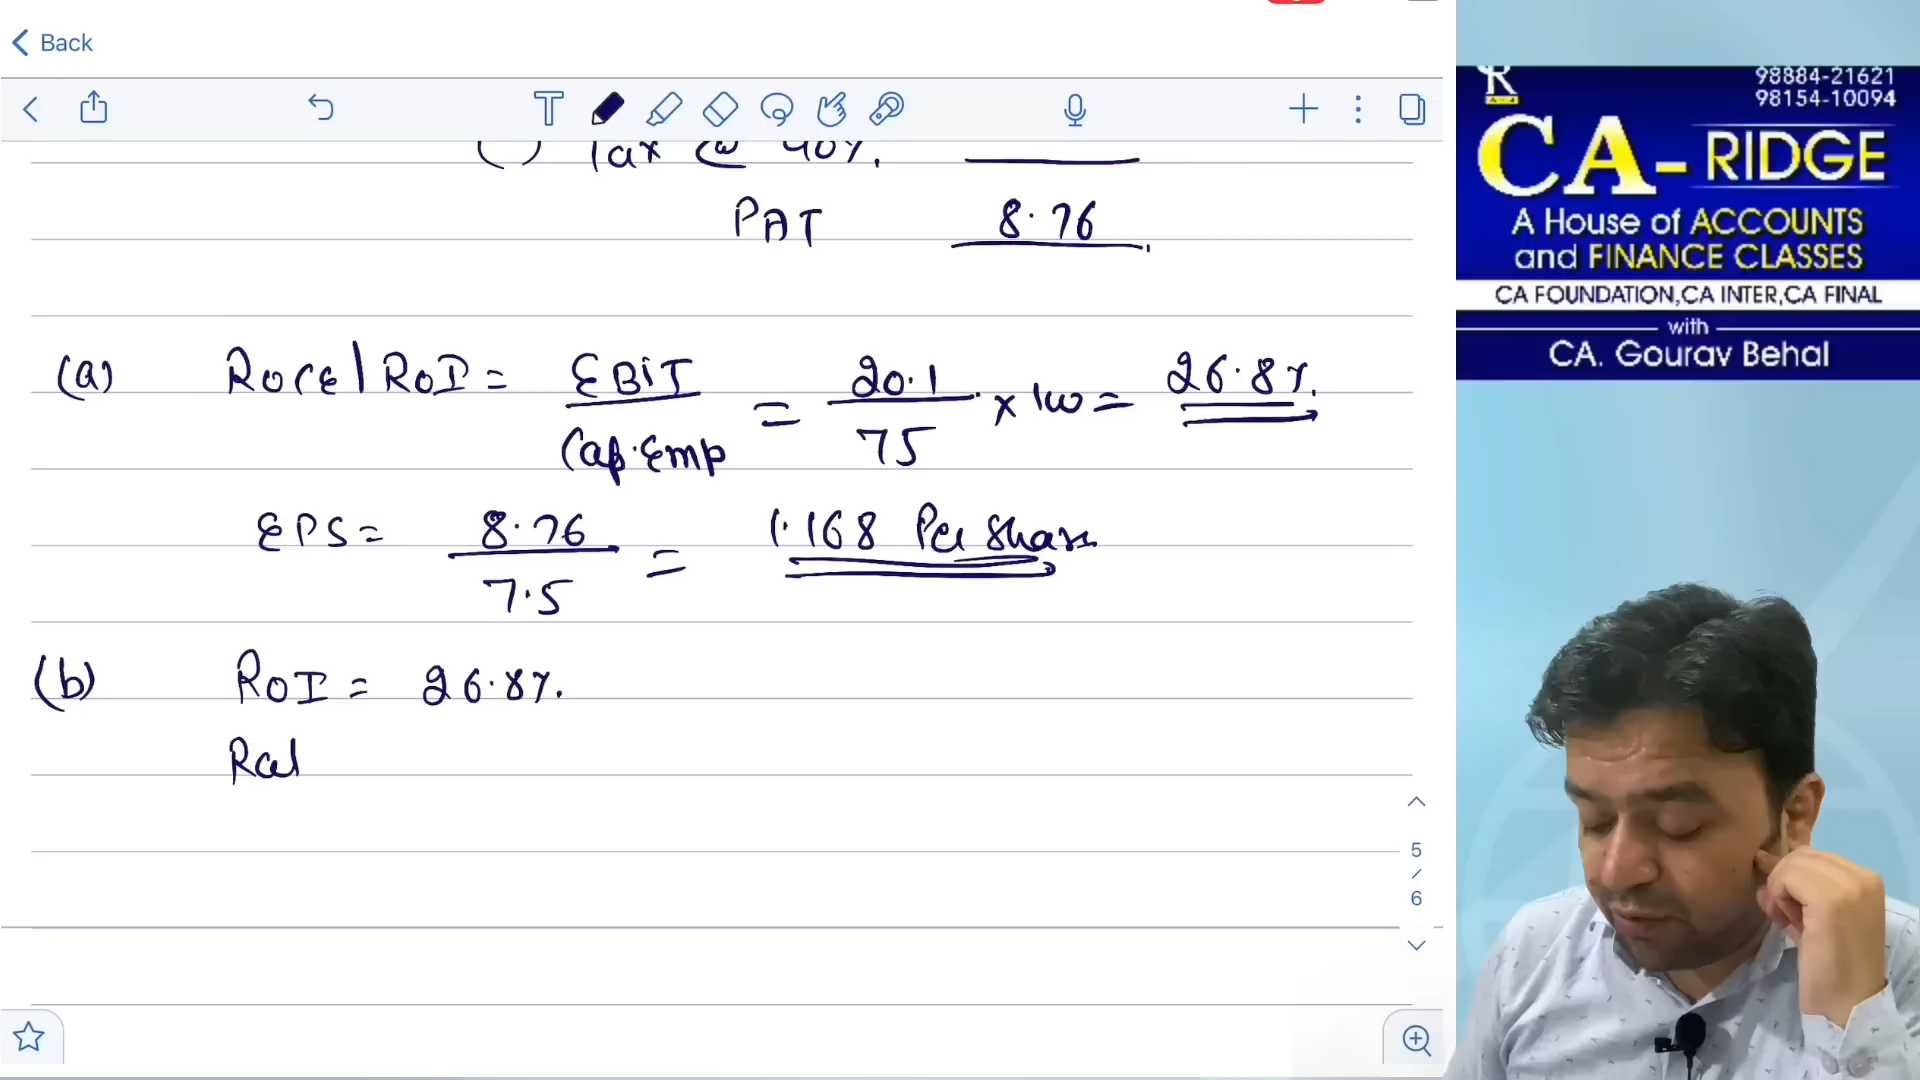 Back
T
( ) Tax @ 40%.
PAT 8.76
(a) ROCE | ROI = EBIT / Cap. Emp = 20.1 / 75 × 100 = 26.8%.
EPS = 8.76 / 7.5 = 1.168 Per Share
(b) ROI = 26.8%.
Ral
5
/
6
R
98884-21621
98154-10094
CA- RIDGE
A House of ACCOUNTS
and FINANCE CLASSES
CA FOUNDATION,CA INTER,CA FINAL
with
CA. Gourav Behal